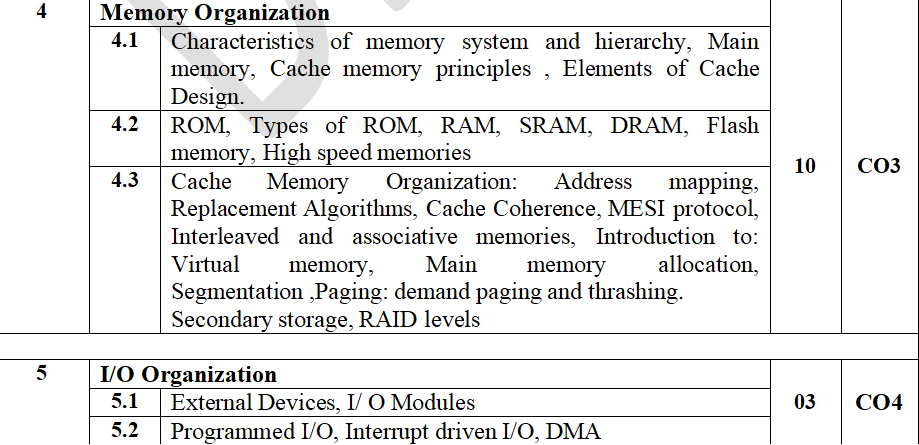 4 Memory Organization
4.1 Characteristics of memory system and hierarchy, Main
memory, Cache memory principles , Elements of Cache
Design.
4.2 ROM, Types of ROM, RAM, SRAM, DRAM, Flash
memory, High speed memories
10 CO3
4.3 Cache Memory Organization: Address mapping,
Replacement Algorithms, Cache Coherence, MESI protocol,
Interleaved and associative memories, Introduction to:
Virtual memory, Main memory allocation,
Segmentation ,Paging: demand paging and thrashing.
Secondary storage, RAID levels
5 I/O Organization
5.1 External Devices, I/ O Modules 03 CO4
5.2 Programmed I/O, Interrupt driven I/O, DMA